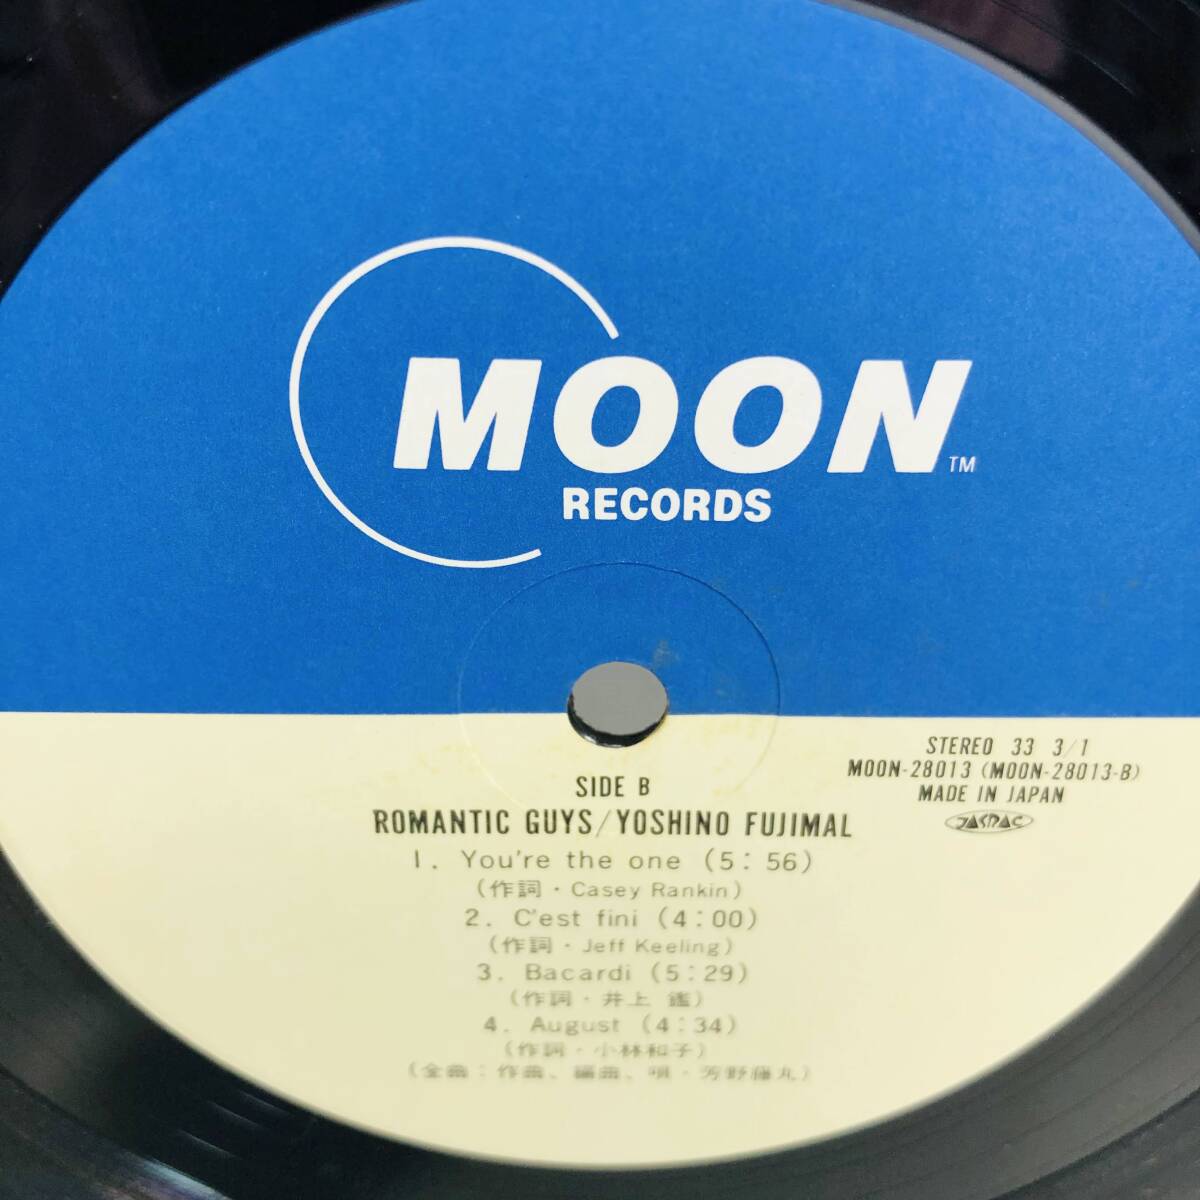 MOON TM
RECORDS
STEREO 33 3/1
MOON-28013 (MOON-28013-B)
MADE IN JAPAN
JASRAC
SIDE B
ROMANTIC GUYS/YOSHINO FUJIMAL
1. You're the one (5:56)
(作詞・Casey Rankin)
2. C'est fini (4:00)
(作詞・Jeff Keeling)
3. Bacardi (5:29)
(作詞・井上 鑑)
4. August (4:34)
(作詞・小林和子)
(全曲：作曲、編曲、唄・芳野藤丸)